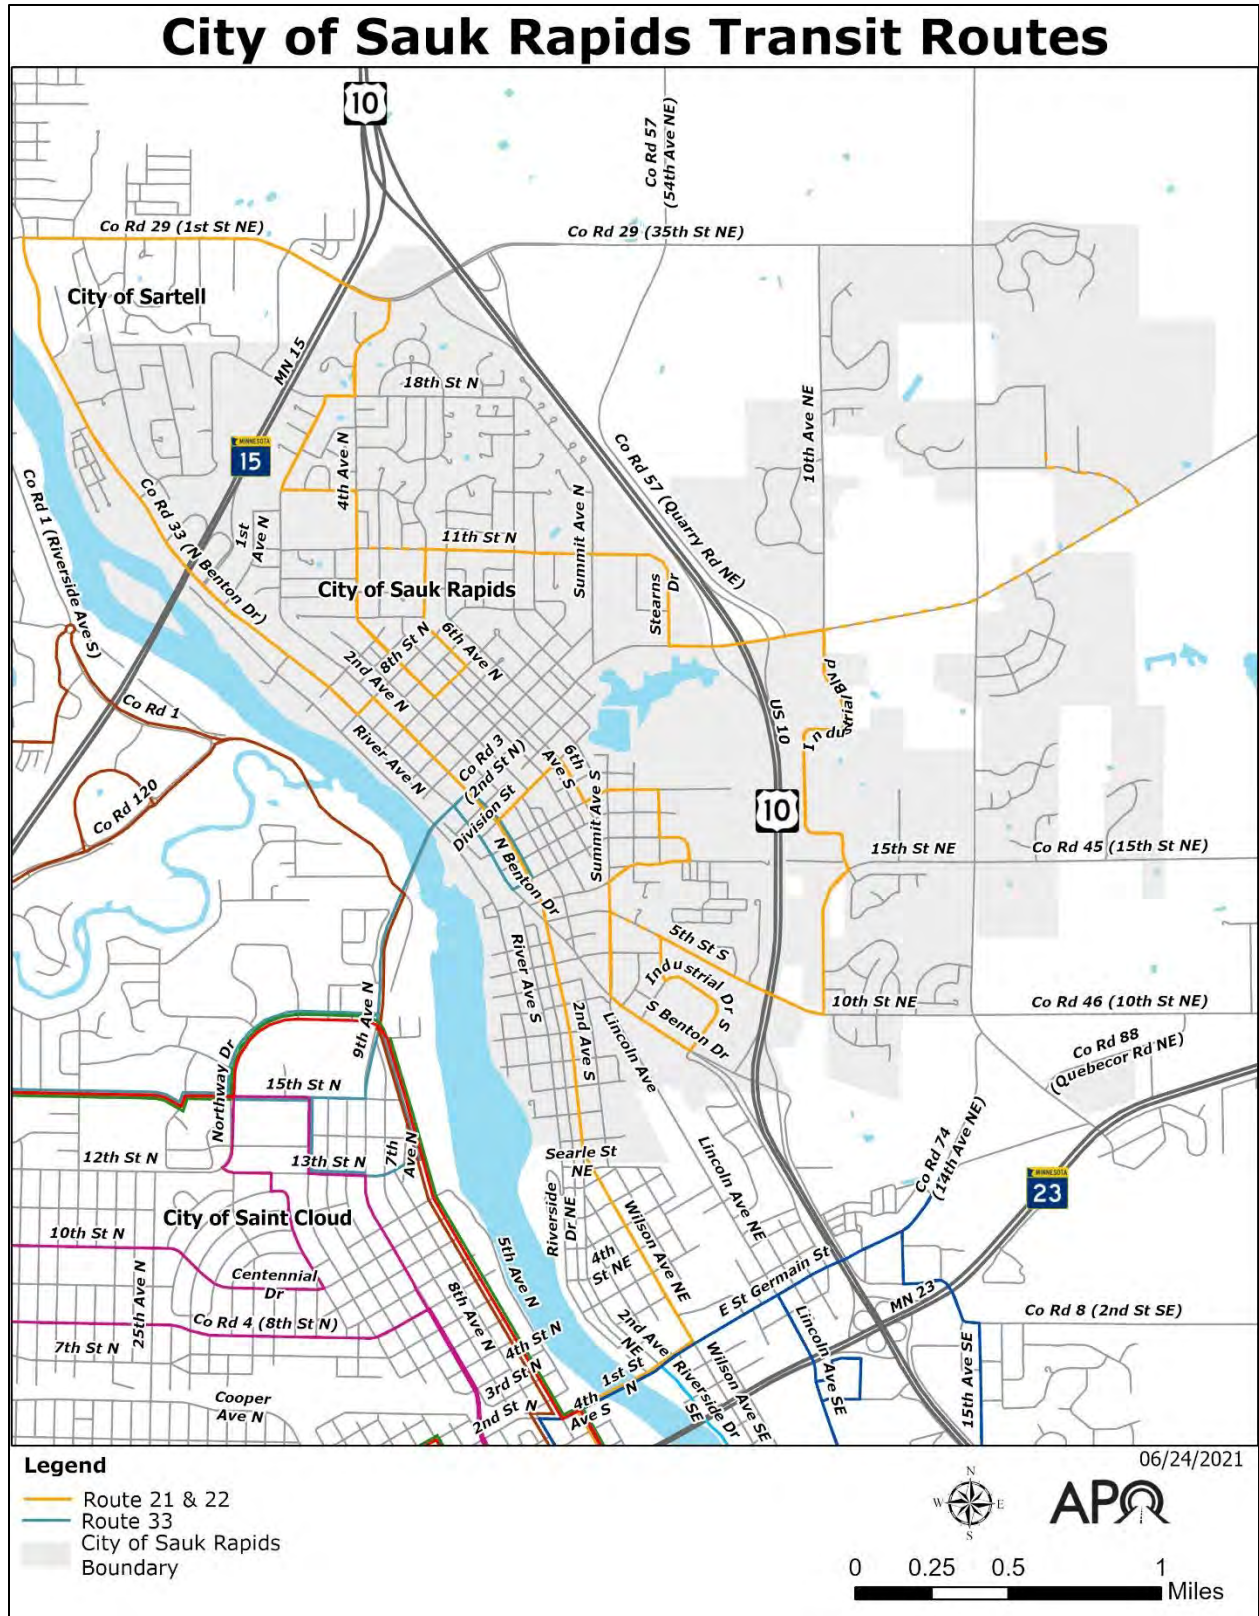 City of Sauk Rapids Transit Routes
10
Co Rd 57
(54th Ave NE)
Co Rd 29 (1st St NE)
Co Rd 29 (35th St NE)
City of Sartell
MN 15
18th St N
MINNESOTA
15
4th Ave N
10th Ave NE
Co Rd 57 (Quarry Rd NE)
Co Rd 1 (Riverside Ave S)
Co Rd 33 (N Benton Dr)
1st
Ave N
Summit Ave N
11th St N
City of Sauk Rapids
Stearns
Dr
8th St N
6th Ave N
2nd Ave N
Industrial
Blvd
Co Rd 1
US 10
River Ave N
Co Rd 3
(2nd St N)
6th
Ave S
Co Rd 120
Division St
Summit Ave S
10
N Benton Dr
15th St NE
Co Rd 45 (15th St NE)
5th St S
River Ave S
Industrial Dr S
9th Ave N
10th St NE
Co Rd 46 (10th St NE)
2nd Ave S
Lincoln Ave
S Benton Dr
Co Rd 88
(Quebecor Rd NE)
Northway Dr
15th St N
7th
Ave N
12th St N
13th St N
Searle St
NE
Lincoln Ave NE
Co Rd 74
(14th Ave NE)
MINNESOTA
23
City of Saint Cloud
Riverside
Dr NE
Wilson Ave NE
10th St N
5th Ave N
4th
St NE
E St Germain St
Centennial
Dr
25th Ave N
8th Ave N
MN 23
Co Rd 8 (2nd St SE)
Co Rd 4 (8th St N)
4th St N
2nd Ave
NE
Lincoln Ave SE
7th St N
3rd St N
1st St
N
Riverside Dr
SE
Wilson Ave SE
15th Ave SE
Cooper
Ave N
2nd St N
4th
Ave S
Legend
06/24/2021
Route 21 & 22
Route 33
City of Sauk Rapids
Boundary
N
W
E
S
APO
0
0.25
0.5
1
Miles